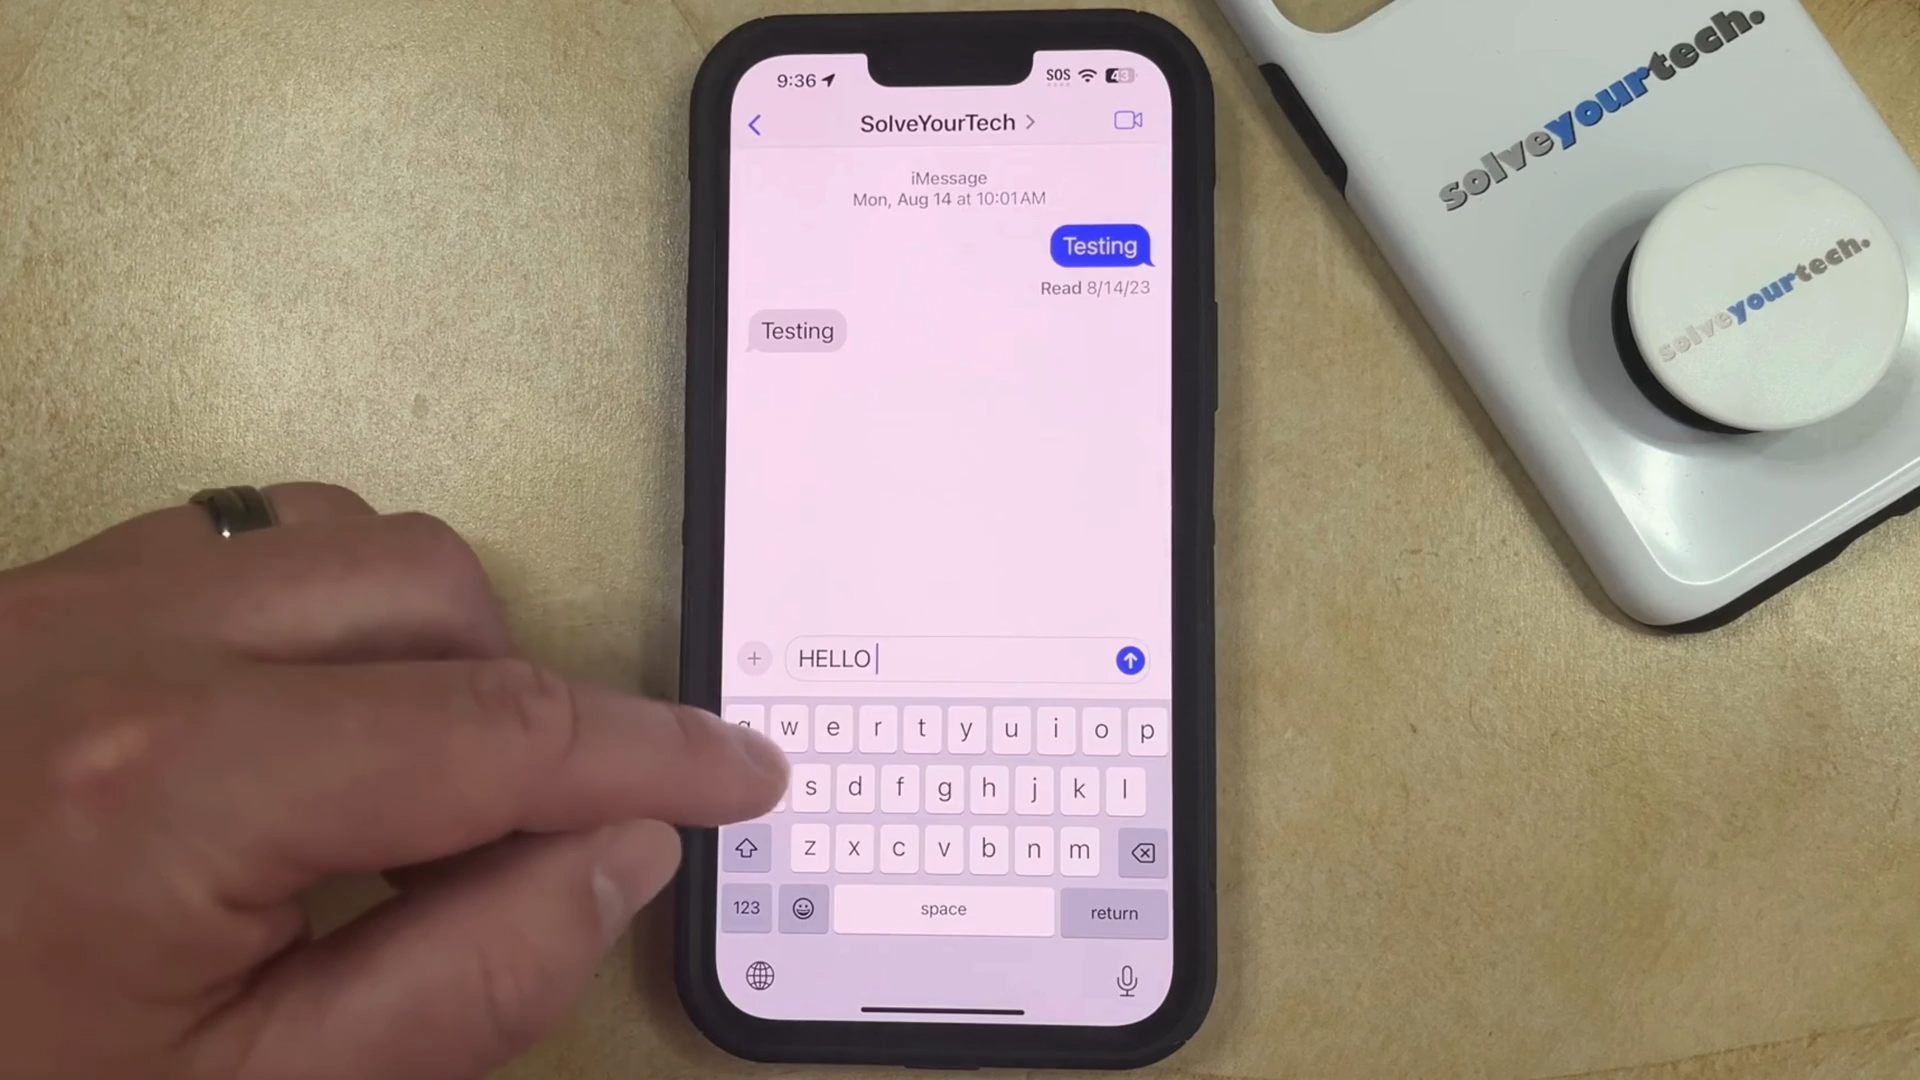 9:36
SOS
43
SolveYourTech
iMessage
Mon, Aug 14 at 10:01 AM
Testing
Read 8/14/23
Testing
HELLO
q w e r t y u i o p
s d f g h j k l
z x c v b n m
123
space
return
solveyourtech.
solveyourtech.